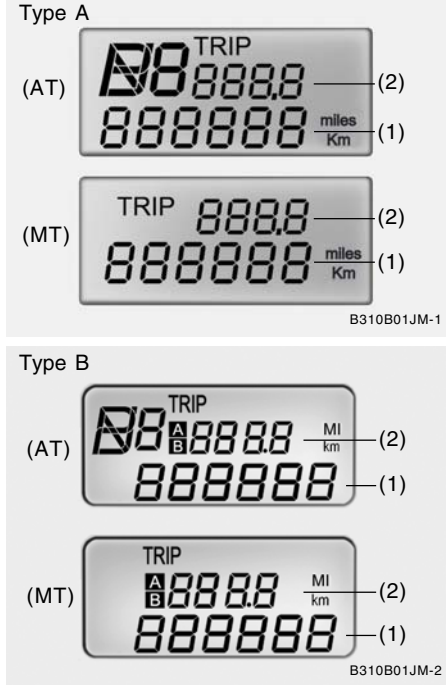 Type A
TRIP
(AT)
8 888.8
(2)
888888
miles
Km
(1)
(MT)
TRIP 888.8
(2)
888888
miles
Km
(1)
B310B01JM-1
Type B
TRIP
(AT)
8
A
B
888.8
MI
km
(2)
888888
(1)
TRIP
(MT)
A
B
888.8
MI
km
(2)
888888
(1)
B310B01JM-2